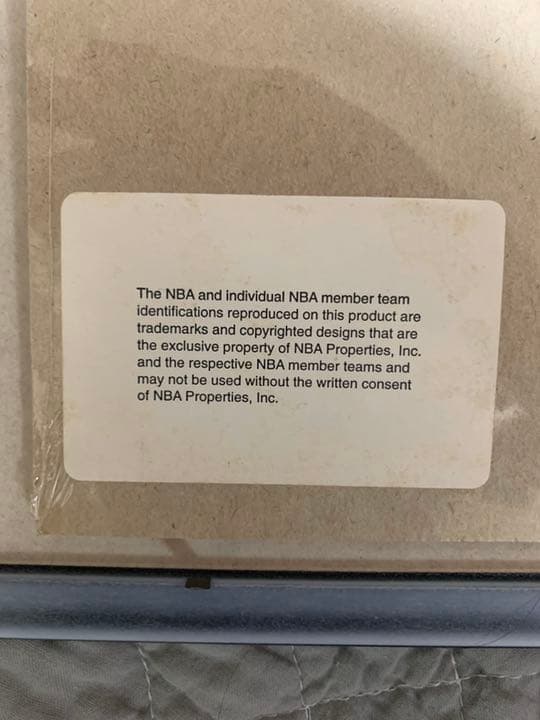 The NBA and individual NBA member team
identifications reproduced on this product are
trademarks and copyrighted designs that are
the exclusive property of NBA Properties, Inc.
and the respective NBA member teams and
may not be used without the written consent
of NBA Properties, Inc.